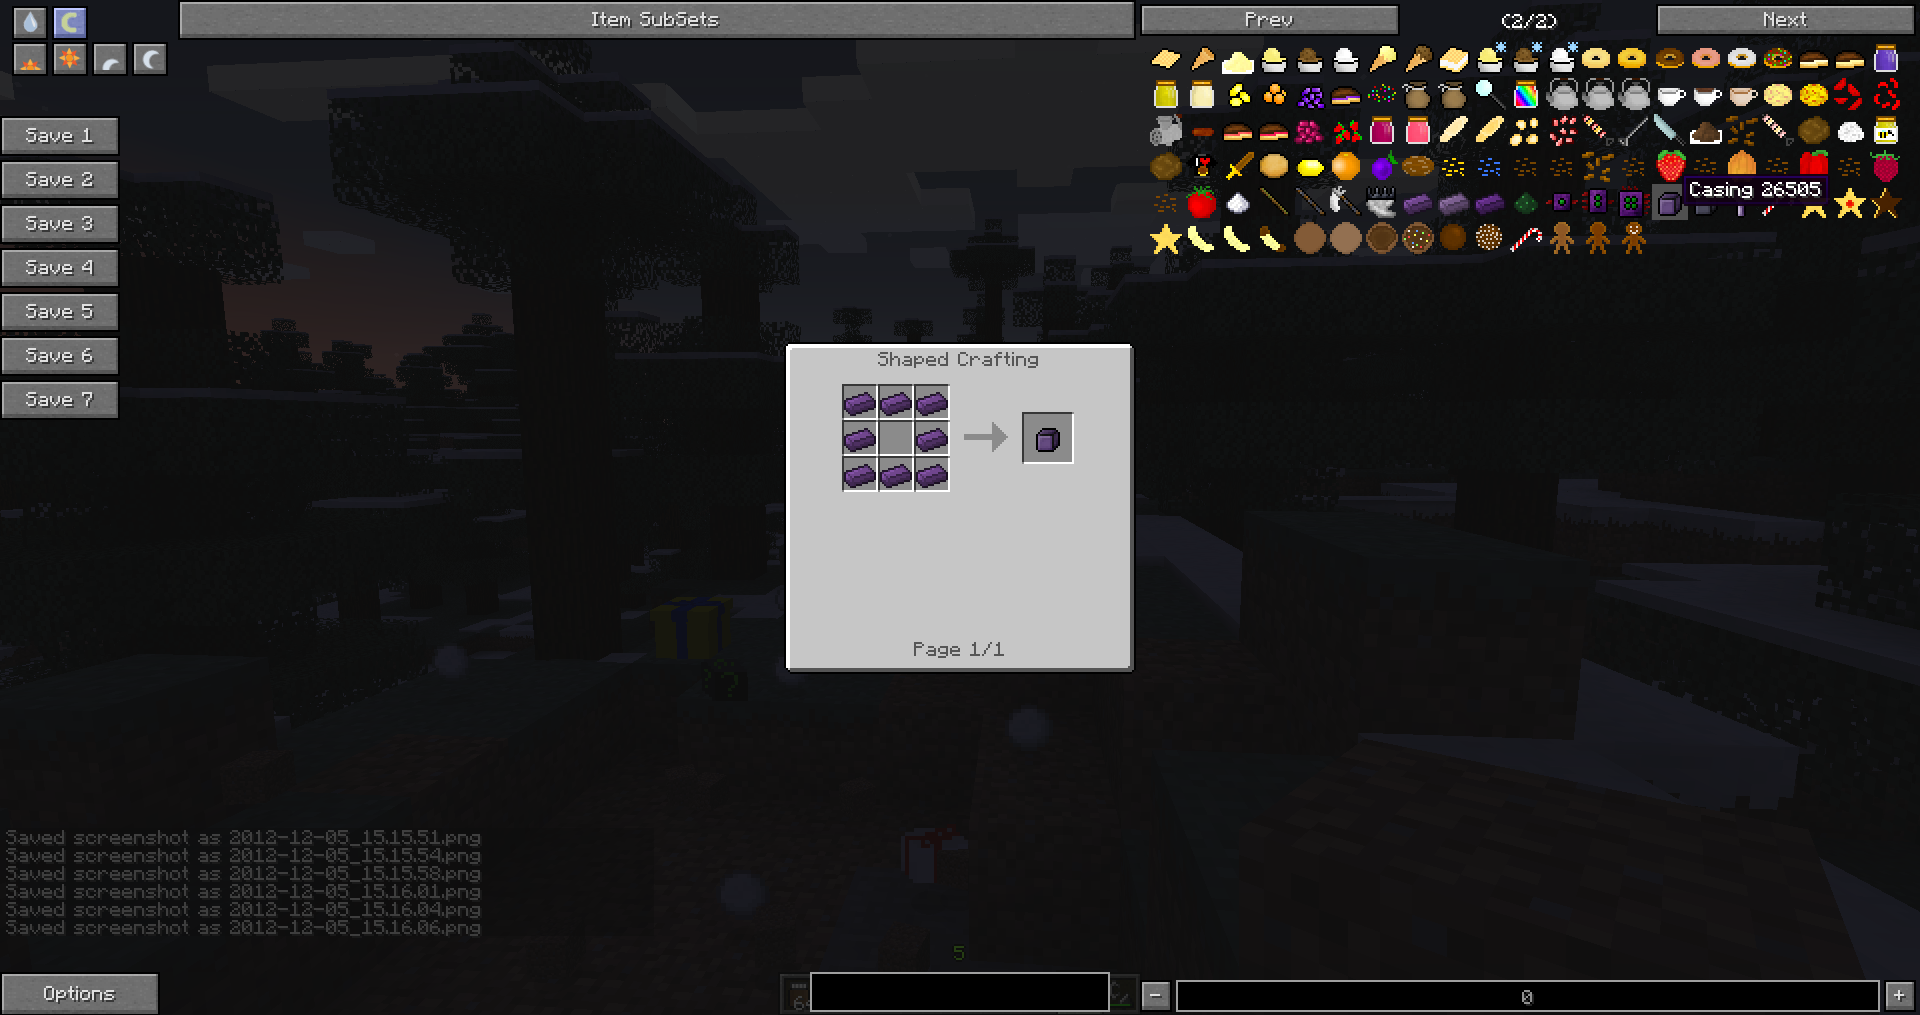 Item SubSets
Prev
(2/2)
Next
Save 1
Save 2
Save 3
Save 4
Save 5
Save 6
Save 7
Casing 26505
Shaped Crafting
Page 1/1
Saved screenshot as 2012-12-05_15.15.51.png
Saved screenshot as 2012-12-05_15.15.54.png
Saved screenshot as 2012-12-05_15.15.58.png
Saved screenshot as 2012-12-05_15.16.01.png
Saved screenshot as 2012-12-05_15.16.04.png
Saved screenshot as 2012-12-05_15.16.06.png
5
Options
-
0
+